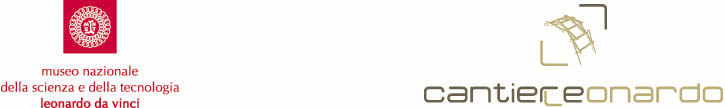 museo nazionale
della scienza e della tecnologia
leonardo da vinci
cantiereleonardo